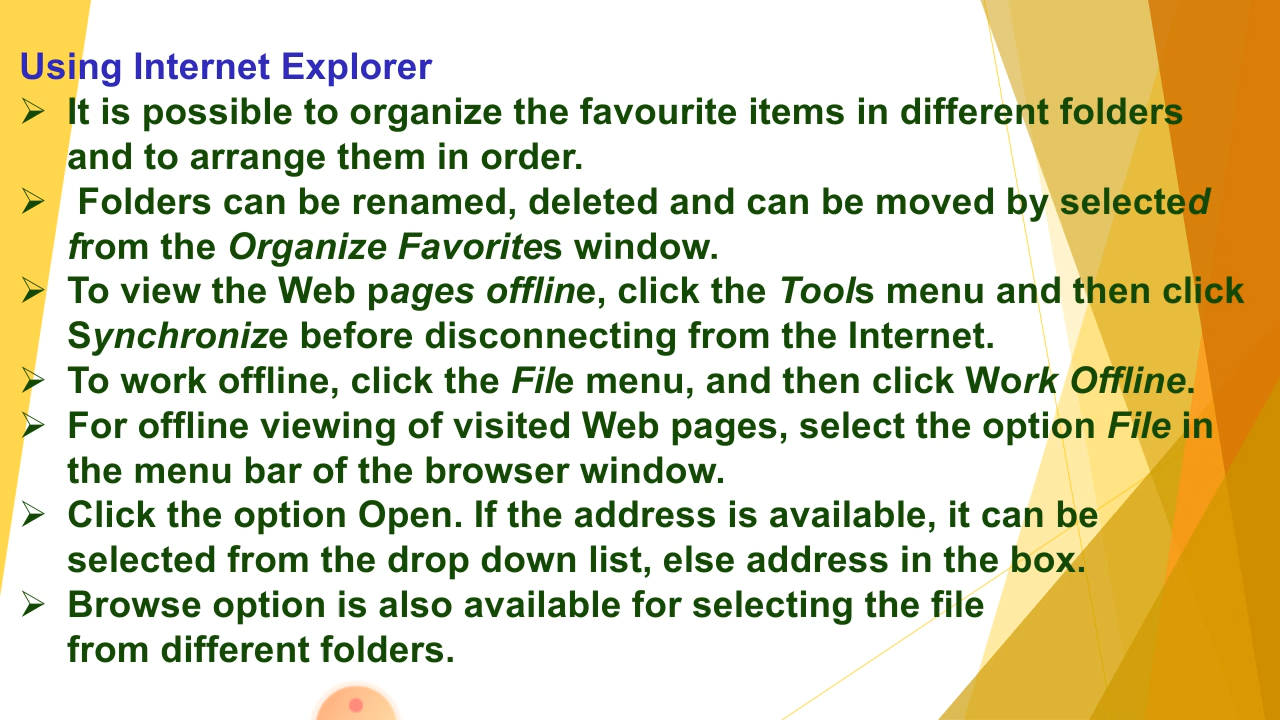 Using Internet Explorer
➢ It is possible to organize the favourite items in different folders
and to arrange them in order.
➢ Folders can be renamed, deleted and can be moved by selected
from the Organize Favorites window.
➢ To view the Web pages offline, click the Tools menu and then click
Synchronize before disconnecting from the Internet.
➢ To work offline, click the File menu, and then click Work Offline.
➢ For offline viewing of visited Web pages, select the option File in
the menu bar of the browser window.
➢ Click the option Open. If the address is available, it can be
selected from the drop down list, else address in the box.
➢ Browse option is also available for selecting the file
from different folders.